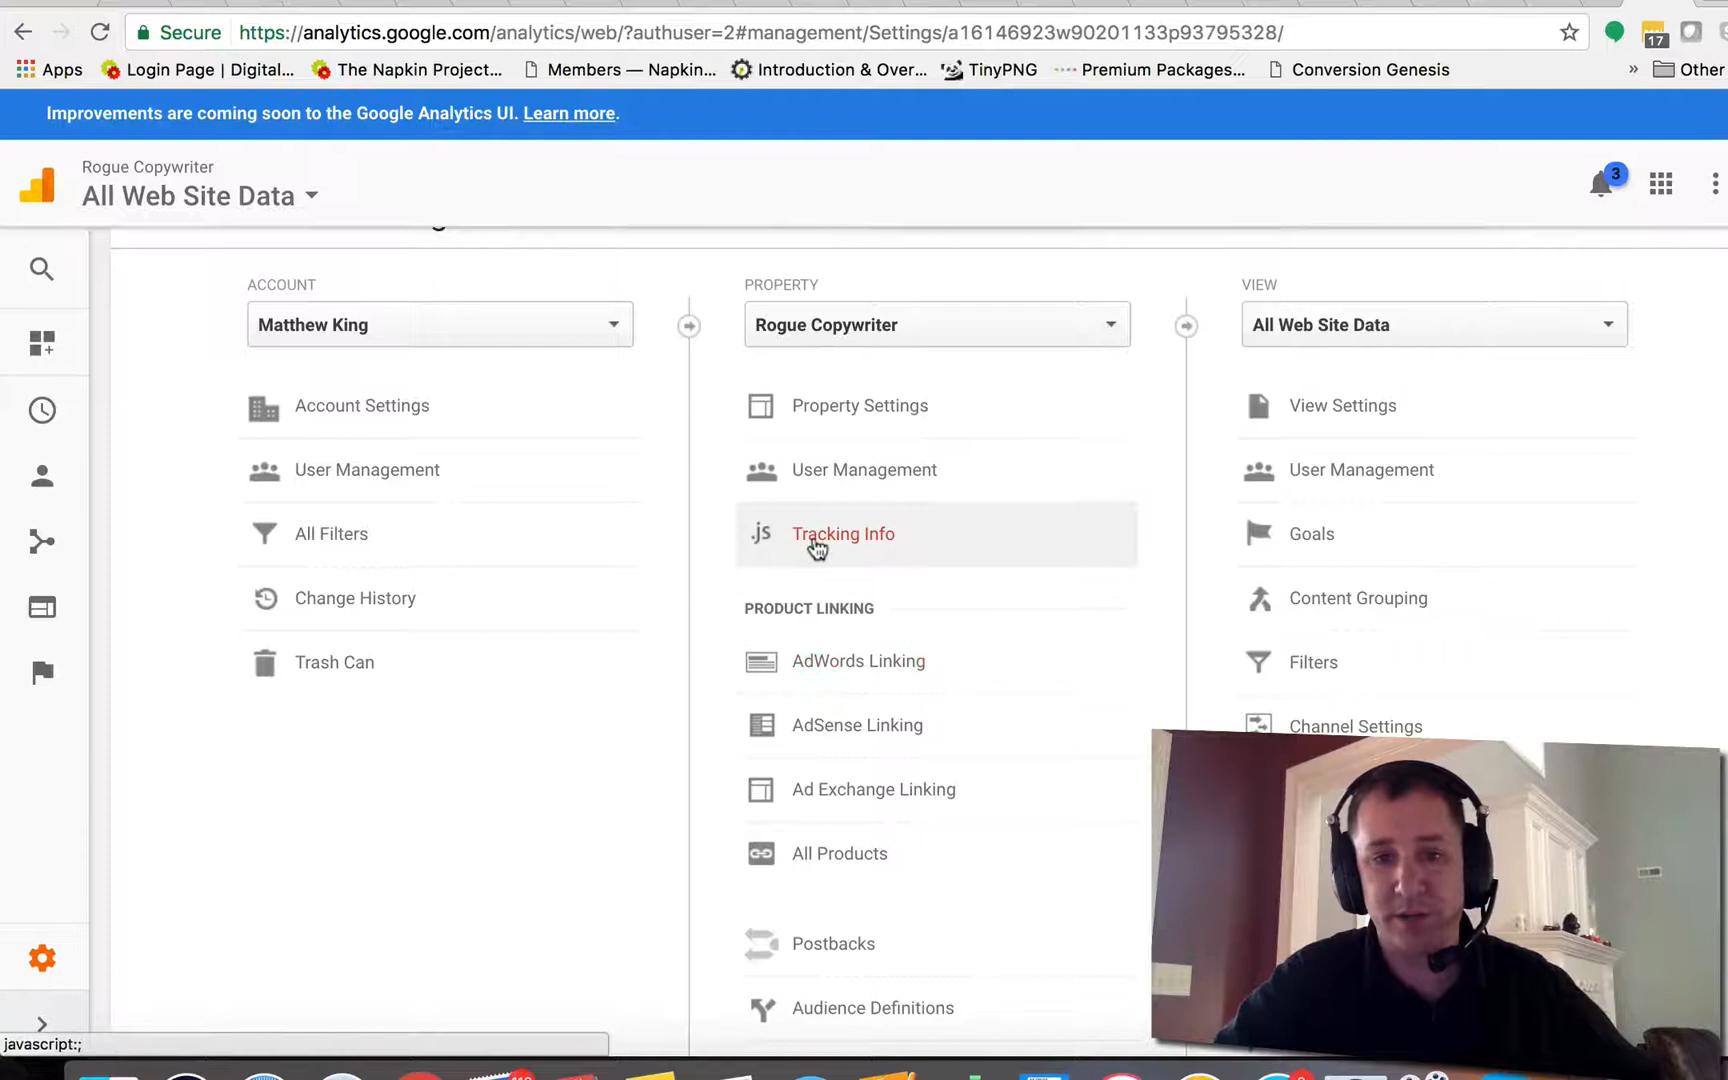 Secure https://analytics.google.com/analytics/web/?authuser=2#management/Settings/a16146923w90201133p93795328/
17
Apps Login Page | Digital... The Napkin Project... Members — Napkin... Introduction & Over... TinyPNG Premium Packages... Conversion Genesis » Other
Improvements are coming soon to the Google Analytics UI. Learn more.
Rogue Copywriter
All Web Site Data
3
ACCOUNT
Matthew King
Account Settings
User Management
All Filters
Change History
Trash Can
PROPERTY
Rogue Copywriter
Property Settings
User Management
.js Tracking Info
PRODUCT LINKING
AdWords Linking
AdSense Linking
Ad Exchange Linking
All Products
Postbacks
Audience Definitions
VIEW
All Web Site Data
View Settings
User Management
Goals
Content Grouping
Filters
Channel Settings
javascript:;